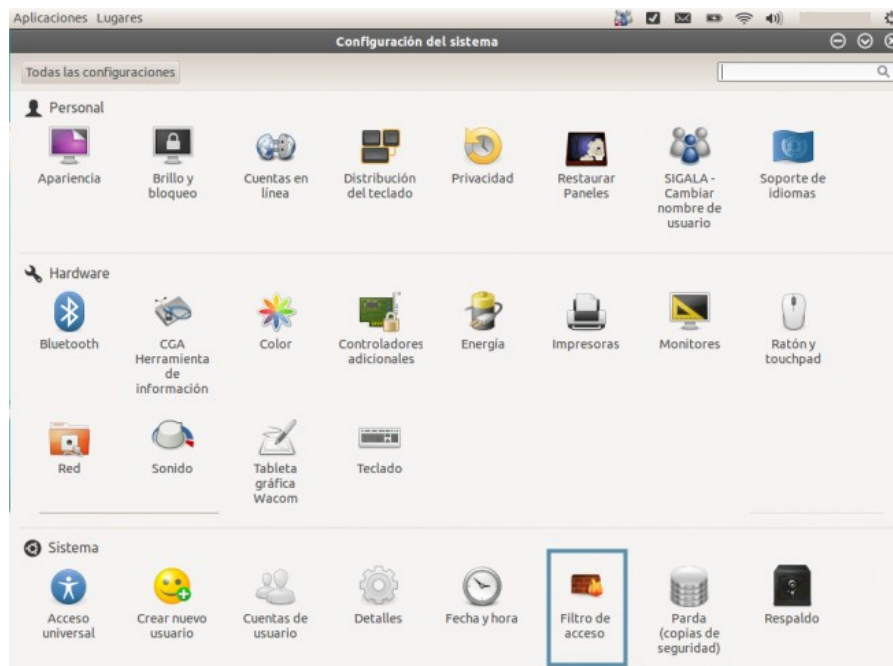 Aplicaciones Lugares
Configuración del sistema
Todas las configuraciones
Personal
Apariencia
Brillo y
bloqueo
Cuentas en
línea
Distribución
del teclado
Privacidad
Restaurar
Paneles
SIGALA -
Cambiar
nombre de
usuario
Soporte de
idiomas
Hardware
Bluetooth
CGA
Herramienta
de
información
Color
Controladores
adicionales
Energía
Impresoras
Monitores
Ratón y
touchpad
Red
Sonido
Tableta
gráfica
Wacom
Teclado
Sistema
Acceso
universal
Crear nuevo
usuario
Cuentas de
usuario
Detalles
Fecha y hora
Filtro de
acceso
Parda
(copias de
seguridad)
Respaldo